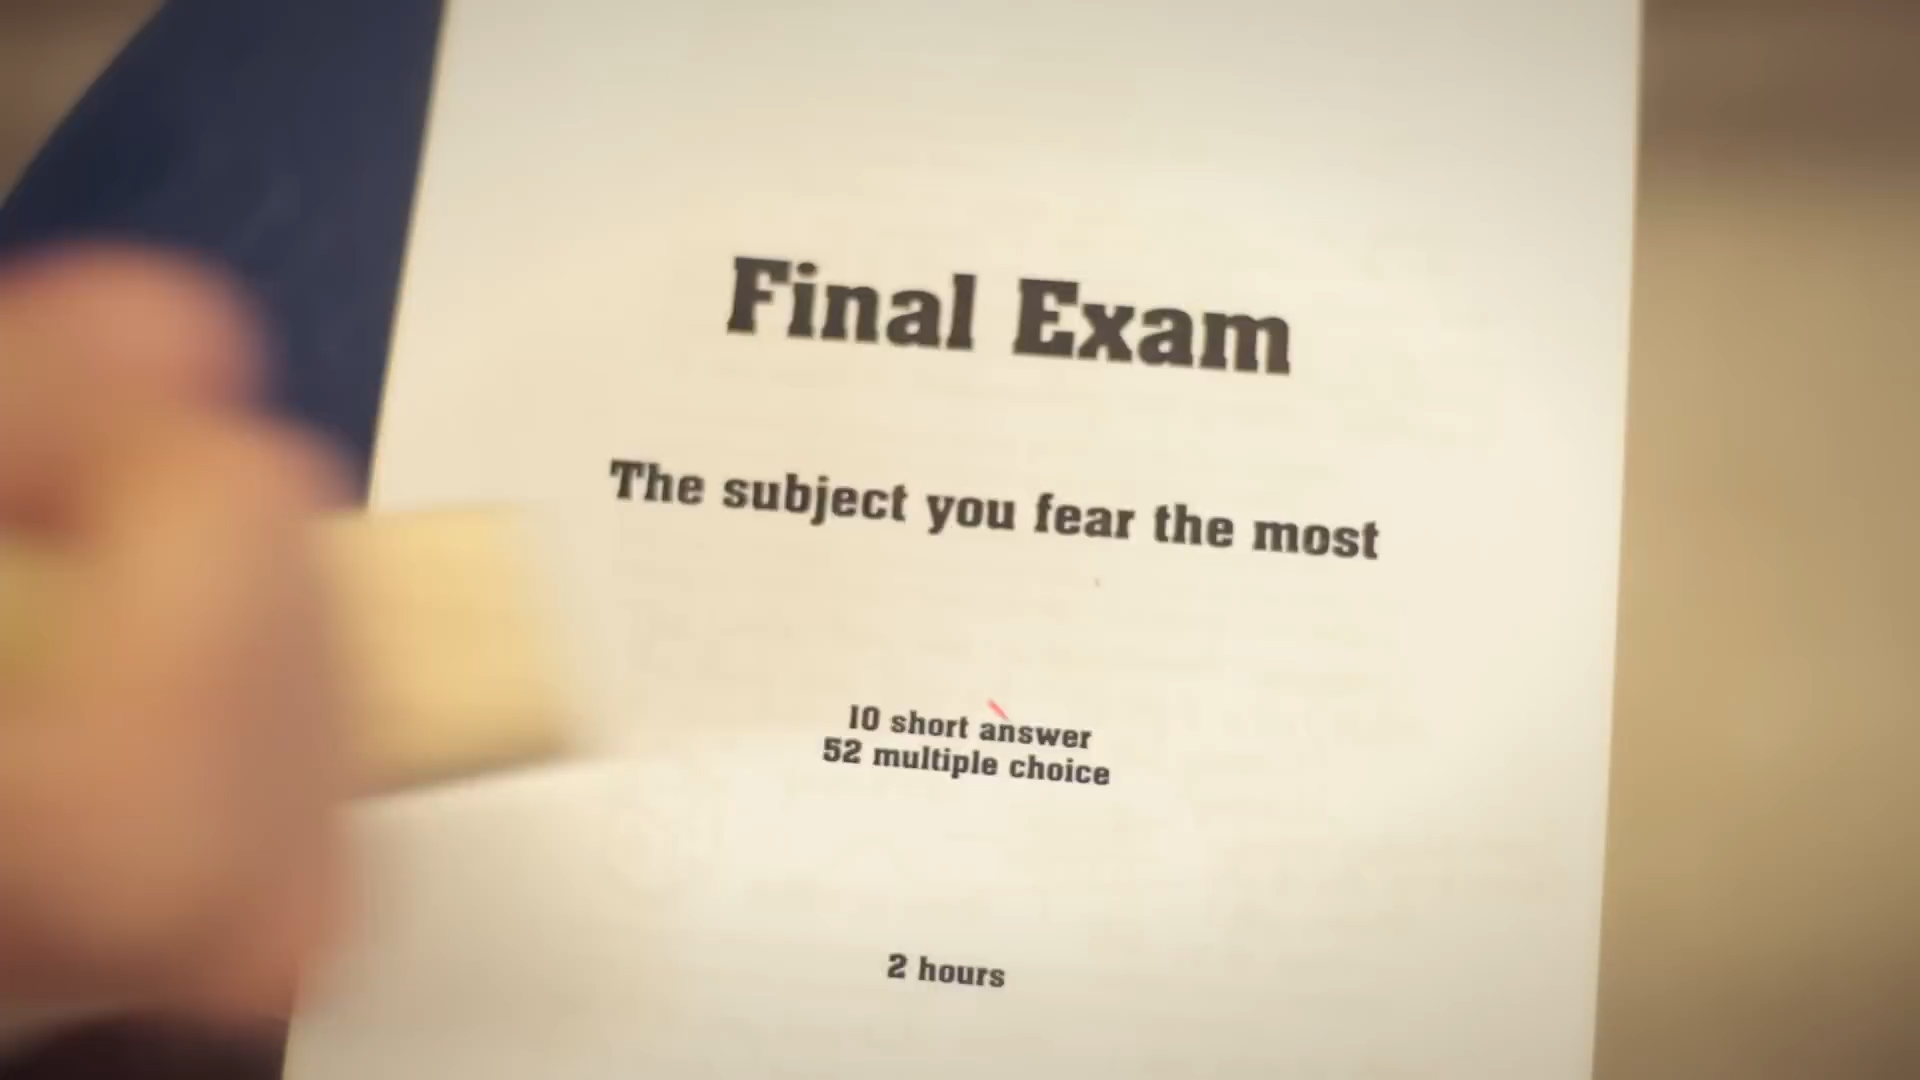 Final Exam
The subject you fear the most
10 short answer
52 multiple choice
2 hours